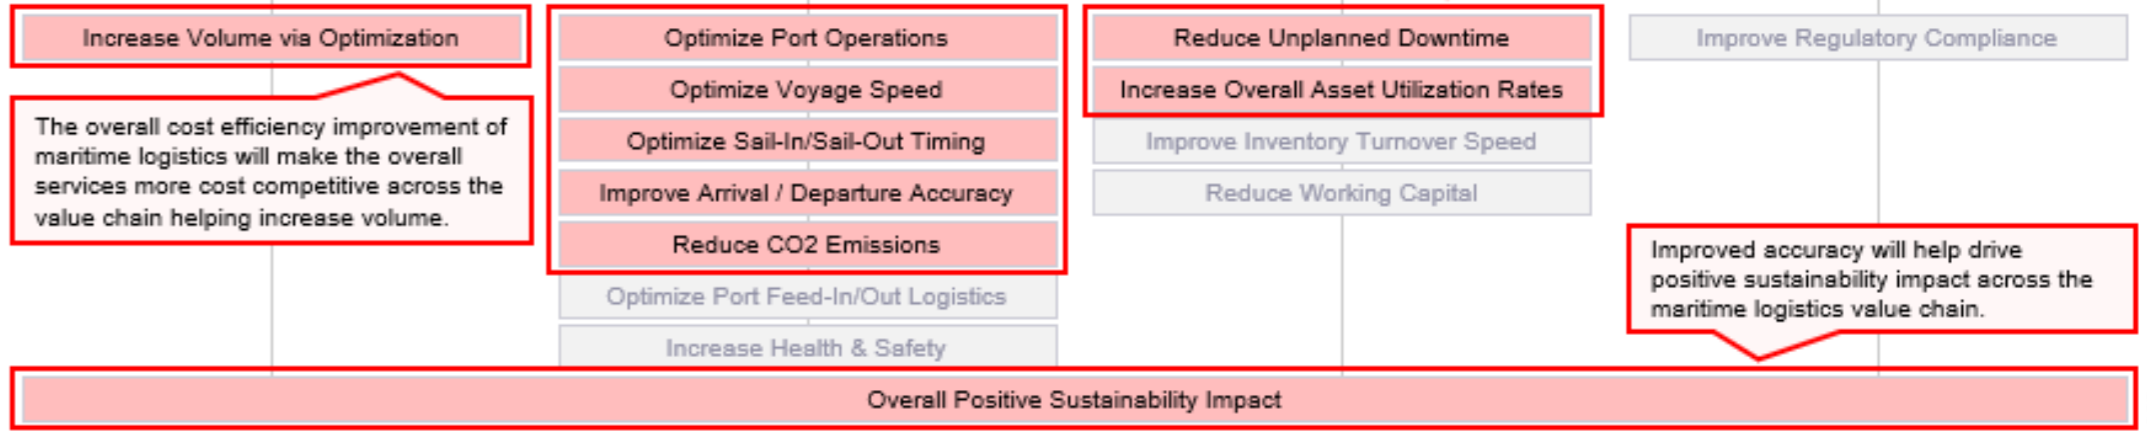 Increase Volume via Optimization
The overall cost efficiency improvement of
maritime logistics will make the overall
services more cost competitive across the
value chain helping increase volume.
Optimize Port Operations
Optimize Voyage Speed
Optimize Sail-In/Sail-Out Timing
Improve Arrival / Departure Accuracy
Reduce CO2 Emissions
Optimize Port Feed-In/Out Logistics
Increase Health & Safety
Reduce Unplanned Downtime
Increase Overall Asset Utilization Rates
Improve Inventory Turnover Speed
Reduce Working Capital
Improve Regulatory Compliance
Improved accuracy will help drive
positive sustainability impact across the
maritime logistics value chain.
Overall Positive Sustainability Impact